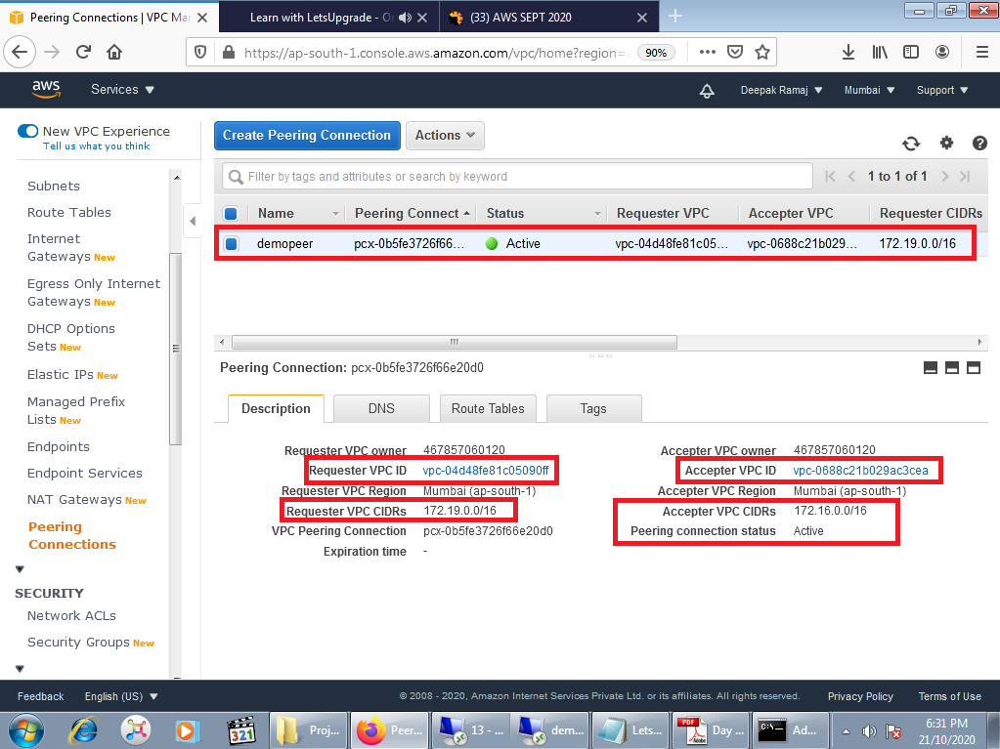 Peering Connections | VPC Ma
Learn with LetsUpgrade - O
(33) AWS SEPT 2020
https://ap-south-1.console.aws.amazon.com/vpc/home?region=
90%
aws
Services
Deepak Ramaj
Mumbai
Support
New VPC Experience
Tell us what you think
Create Peering Connection
Actions
Filter by tags and attributes or search by keyword
1 to 1 of 1
Name
Peering Connect
Status
Requester VPC
Accepter VPC
Requester CIDRs
demopeer
pcx-0b5fe3726f66...
Active
vpc-04d48fe81c05...
vpc-0688c21b029...
172.19.0.0/16
Subnets
Route Tables
Internet
Gateways New
Egress Only Internet
Gateways New
DHCP Options
Sets New
Elastic IPs New
Managed Prefix
Lists New
Endpoints
Endpoint Services
NAT Gateways New
Peering
Connections
SECURITY
Network ACLs
Security Groups New
Peering Connection: pcx-0b5fe3726f66e20d0
Description
DNS
Route Tables
Tags
Requester VPC owner 467857060120
Requester VPC ID vpc-04d48fe81c05090ff
Requester VPC Region Mumbai (ap-south-1)
Requester VPC CIDRs 172.19.0.0/16
VPC Peering Connection pcx-0b5fe3726f66e20d0
Expiration time -
Accepter VPC owner 467857060120
Accepter VPC ID vpc-0688c21b029ac3cea
Accepter VPC Region Mumbai (ap-south-1)
Accepter VPC CIDRs 172.16.0.0/16
Peering connection status Active
Feedback
English (US)
© 2008 - 2020, Amazon Internet Services Private Ltd. or its affiliates. All rights reserved.
Privacy Policy
Terms of Use
321
Proj...
Peer...
13 - ...
dem...
Lets...
PDF
Adobe
Day ...
C:\
Ad...
6:31 PM
21/10/2020